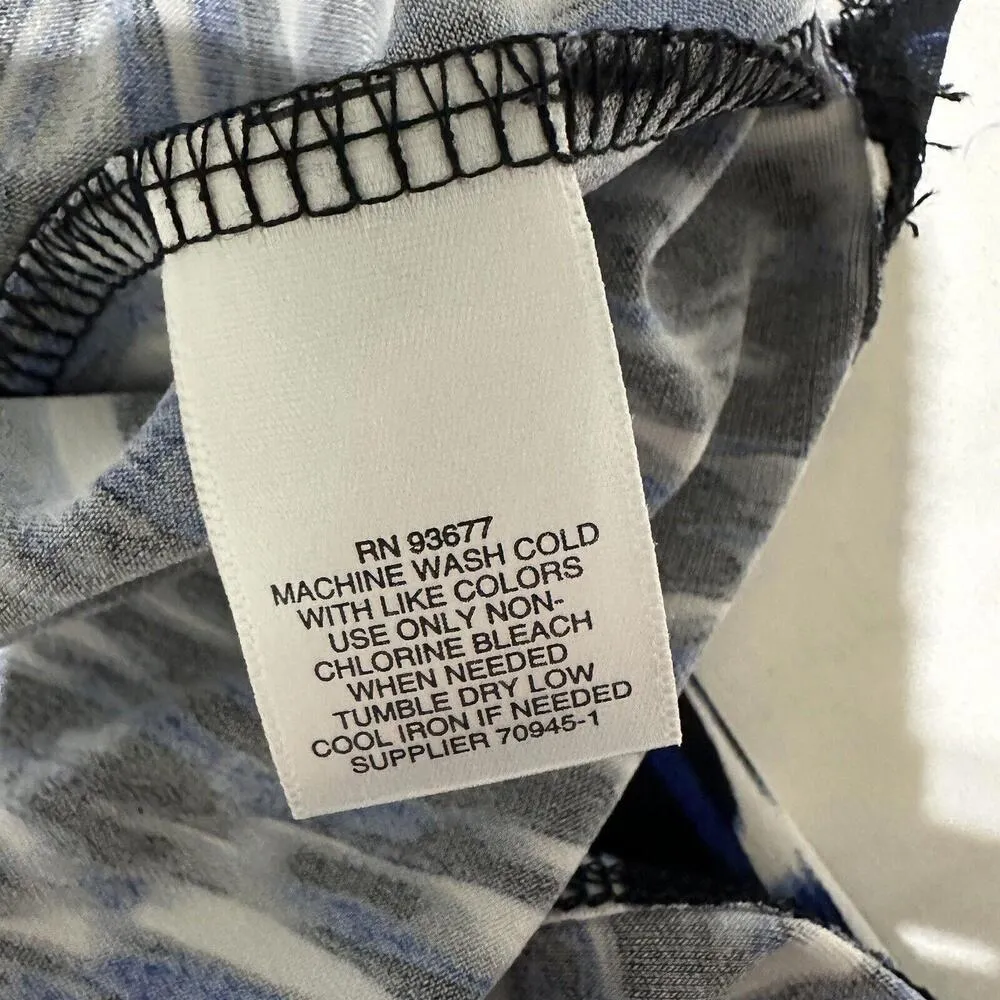 RN 93677
MACHINE WASH COLD
WITH LIKE COLORS
USE ONLY NON-
CHLORINE BLEACH
WHEN NEEDED
TUMBLE DRY LOW
COOL IRON IF NEEDED
SUPPLIER 70945-1